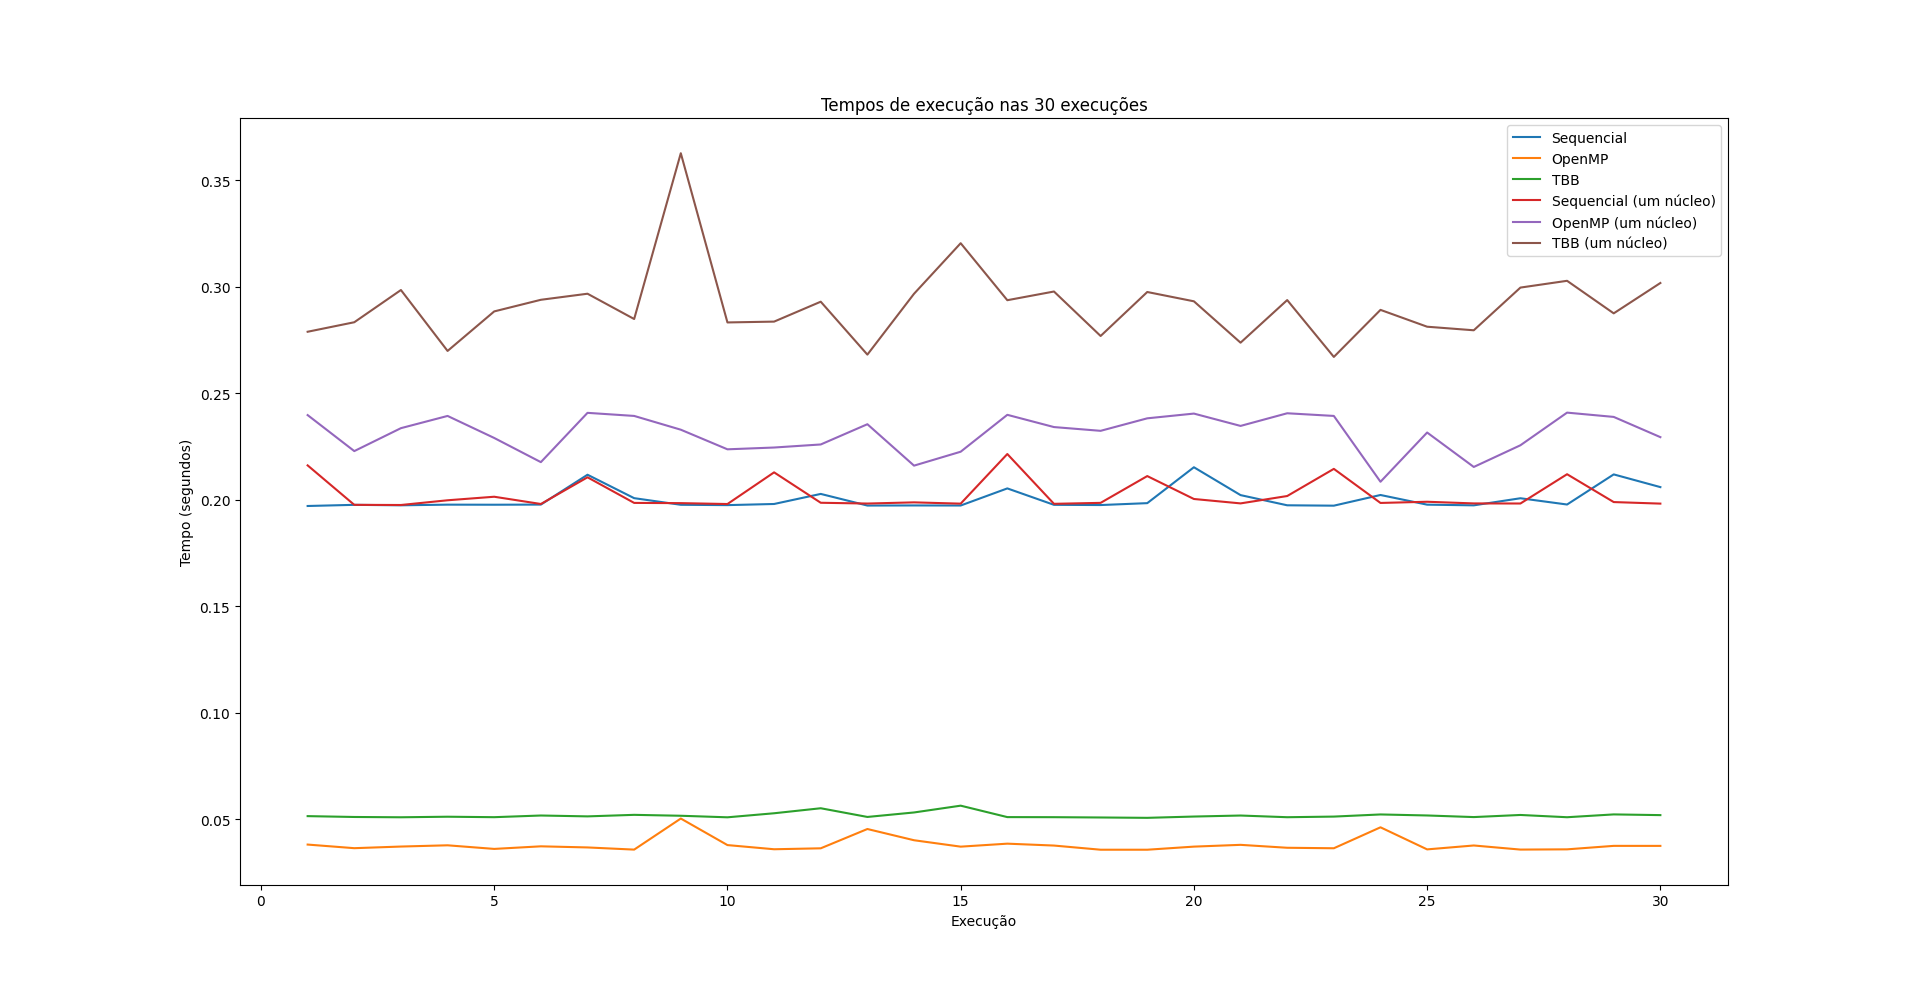 Tempos de execução nas 30 execuções
Sequencial
OpenMP
TBB
Sequencial (um núcleo)
OpenMP (um núcleo)
TBB (um núcleo)
Tempo (segundos)
0.35
0.30
0.25
0.20
0.15
0.10
0.05
0 5 10 15 20 25 30
Execução